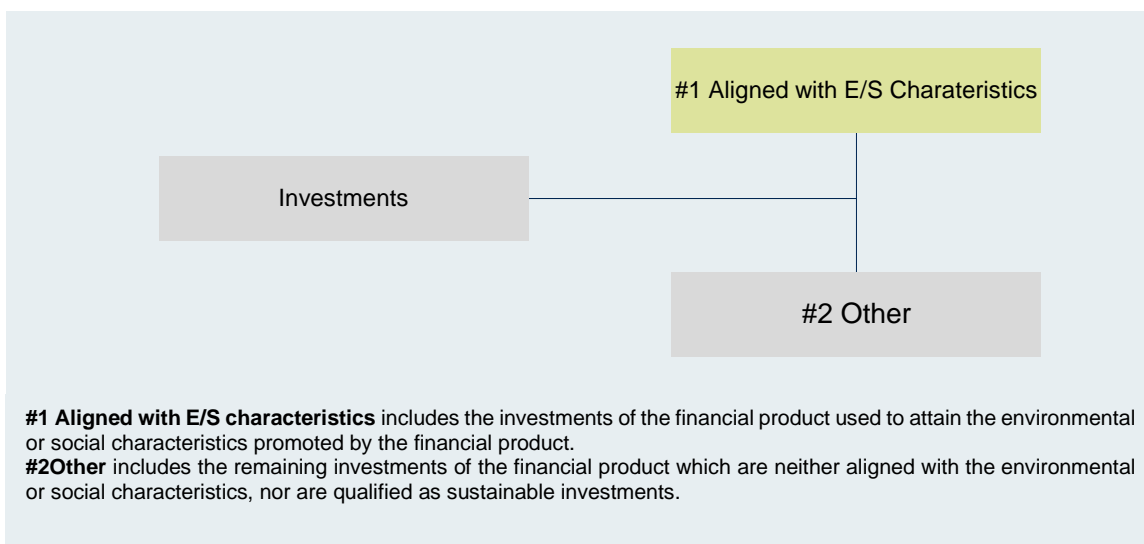 #1 Aligned with E/S Charateristics
Investments
#2 Other
#1 Aligned with E/S characteristics includes the investments of the financial product used to attain the environmental
or social characteristics promoted by the financial product.
#2Other includes the remaining investments of the financial product which are neither aligned with the environmental
or social characteristics, nor are qualified as sustainable investments.